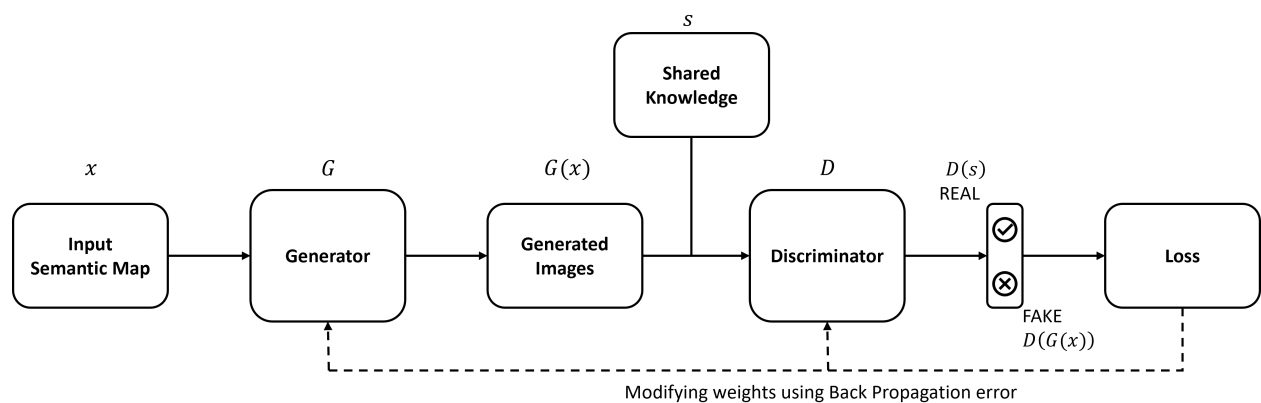 s
Shared
Knowledge
x
G
G(x)
D
D(s)
REAL
Input
Semantic Map
Generator
Generated
Images
Discriminator
Loss
FAKE
D(G(x))
Modifying weights using Back Propagation error